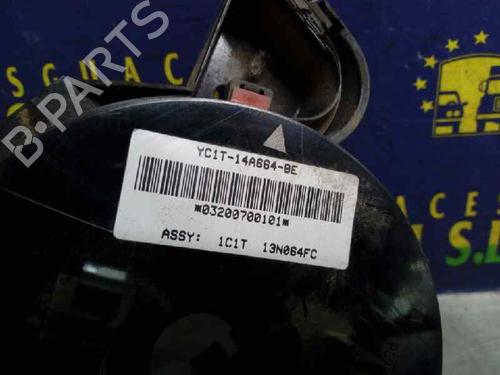 B-PARTS
YC1T-14A664-BE
*03200700101*
ASSY: 1C1T 13N064FC